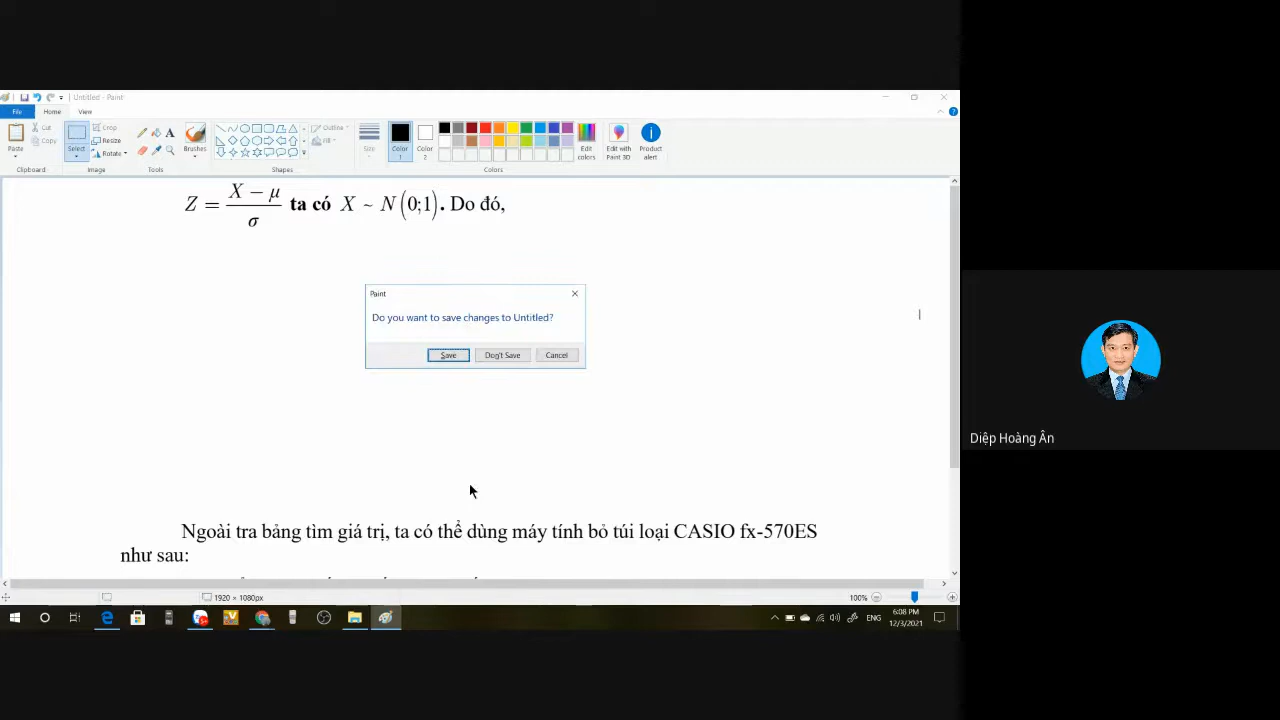 Untitled - Paint
File Home View
Paste Cut Copy Select Crop Resize Rotate Brushes Outline Fill Size Color 1 Color 2 Edit colors Edit with Paint 3D Product alert
Clipboard Image Tools Shapes Colors
Z = (X − μ)/σ ta có X ~ N(0;1). Do đó,
Paint
Do you want to save changes to Untitled?
Save Don't Save Cancel
Diệp Hoàng Ân
Ngoài tra bảng tìm giá trị, ta có thể dùng máy tính bỏ túi loại CASIO fx-570ES
như sau:
1920 × 1080px 100%
ENG 6:08 PM
12/3/2021